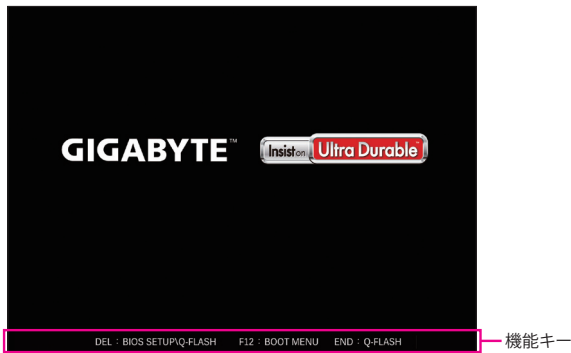 GIGABYTE™ Insist on Ultra Durable™
DEL : BIOS SETUP\Q-FLASH F12 : BOOT MENU END : Q-FLASH
機能キー